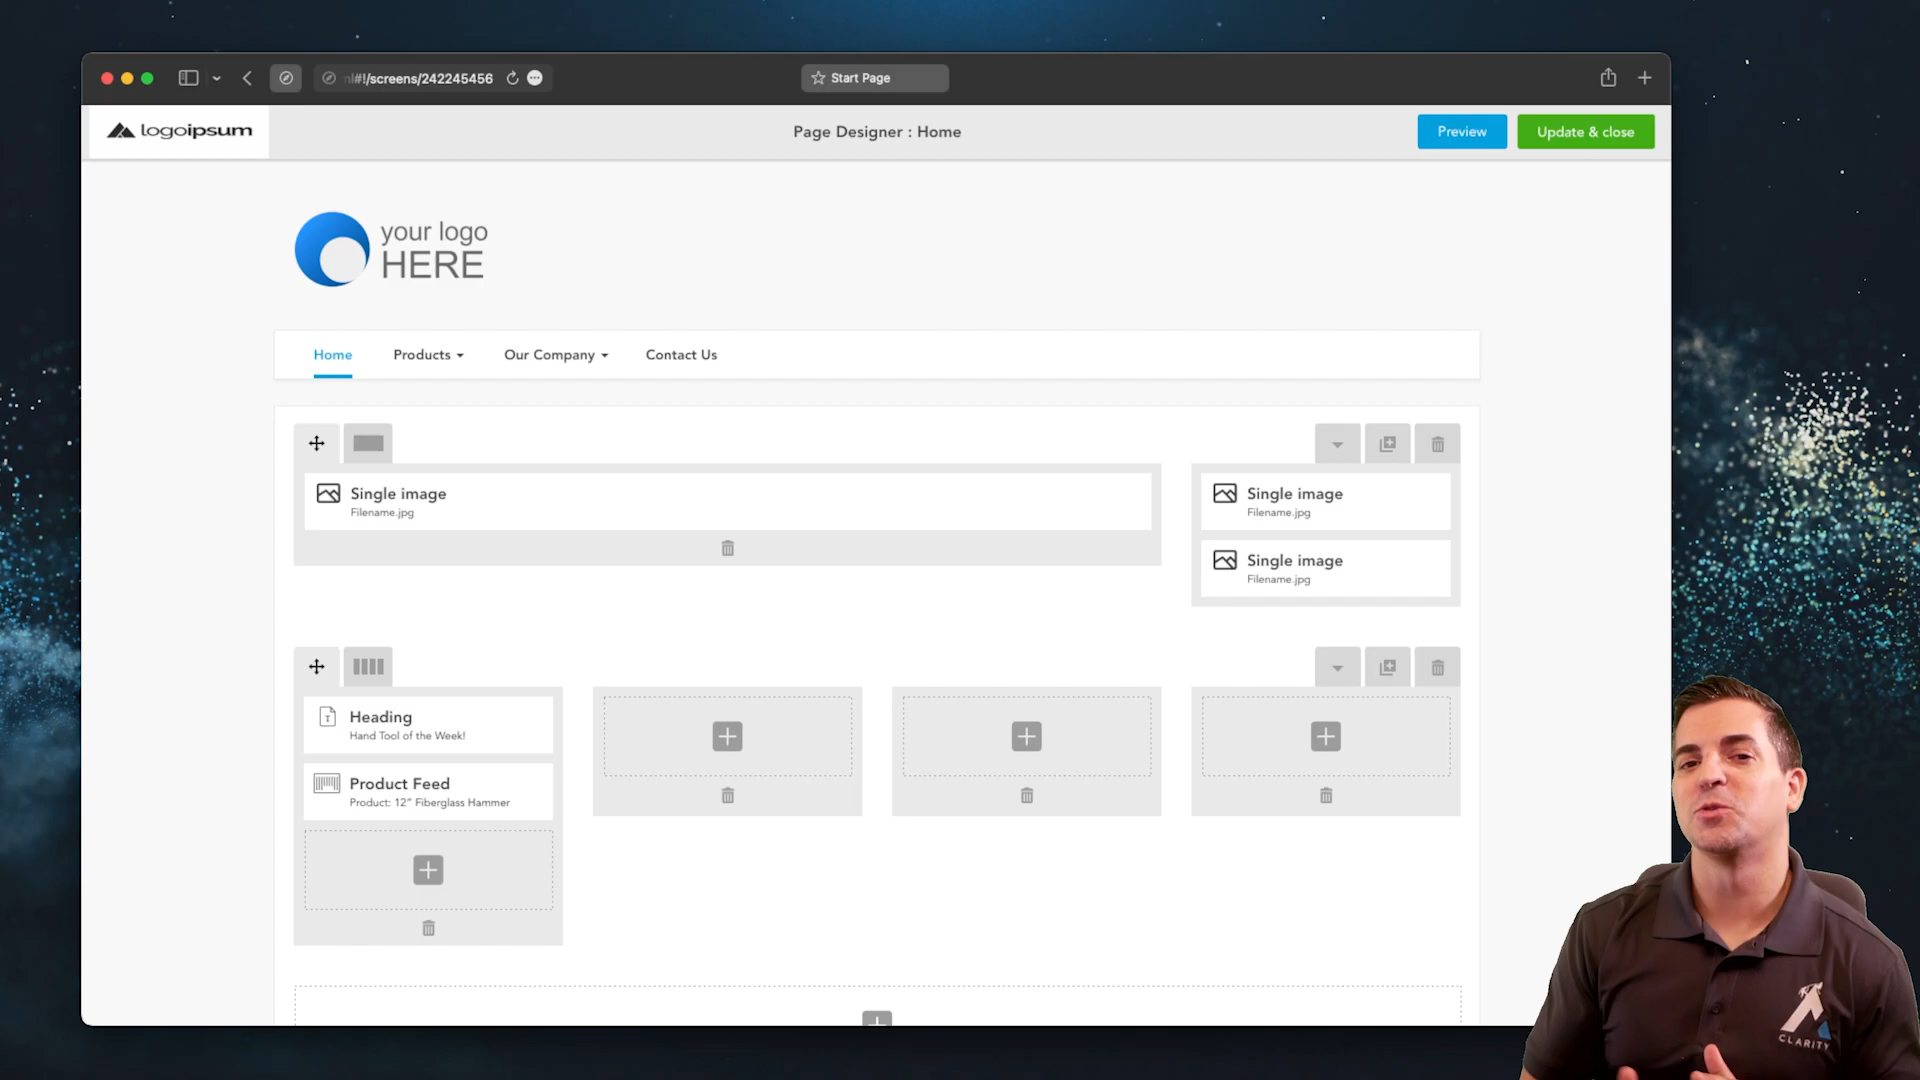 nl#!/screens/242245456
Start Page
logoipsum
Page Designer : Home
Preview
Update & close
your logo
HERE
Home
Products
Our Company
Contact Us
Single image
Filename.jpg
Single image
Filename.jpg
Single image
Filename.jpg
Heading
Hand Tool of the Week!
Product Feed
Product: 12" Fiberglass Hammer
CLARITY